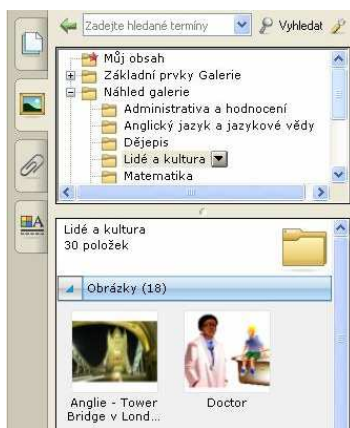 Zadejte hledané termíny
Vyhledat
Můj obsah
Základní prvky Galerie
Náhled galerie
Administrativa a hodnocení
Anglický jazyk a jazykové vědy
Dějepis
Lidé a kultura
Matematika
Lidé a kultura
30 položek
Obrázky (18)
Anglie - Tower
Bridge v Lond...
Doctor